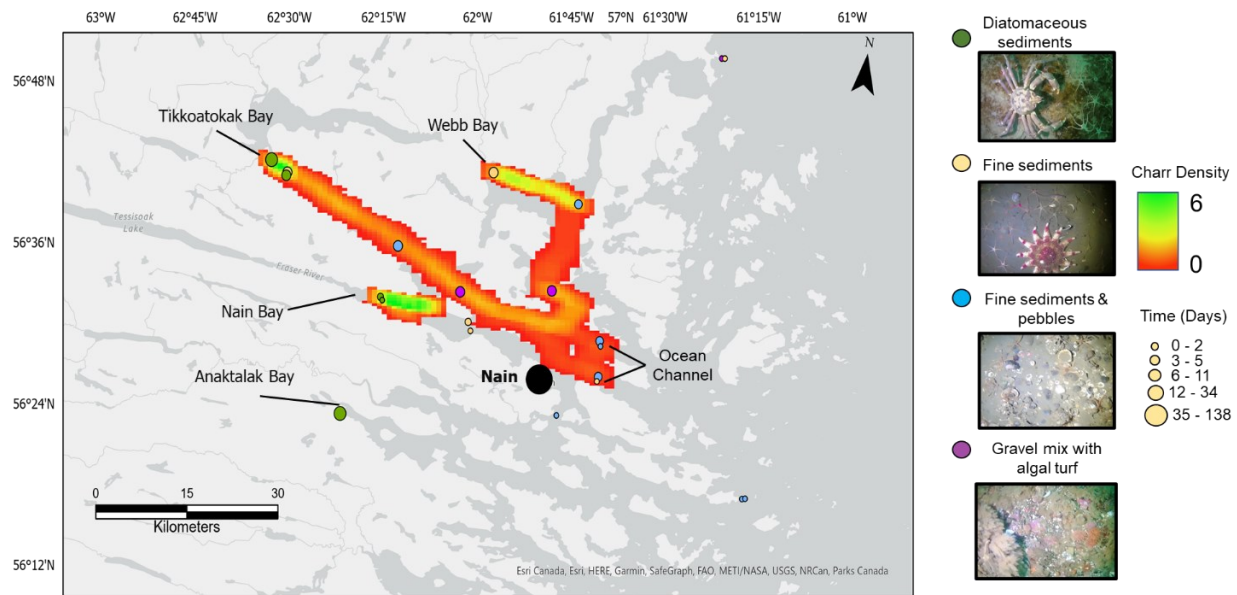 63°W
62°45'W
62°30'W
62°15'W
62°W
61°45'W
57°N
61°30'W
61°15'W
61°W
56°48'N
56°36'N
56°24'N
56°12'N
N
Tikkoatokak Bay
Webb Bay
Tessisoak
Lake
Fraser River
Nain Bay
Anaktalak Bay
Nain
Ocean
Channel
0 15 30
Kilometers
Esri Canada, Esri, HERE, Garmin, SafeGraph, FAO, METI/NASA, USGS, NRCan, Parks Canada
Diatomaceous
sediments
Fine sediments
Fine sediments &
pebbles
Gravel mix with
algal turf
Charr Density
6
0
Time (Days)
0 - 2
3 - 5
6 - 11
12 - 34
35 - 138